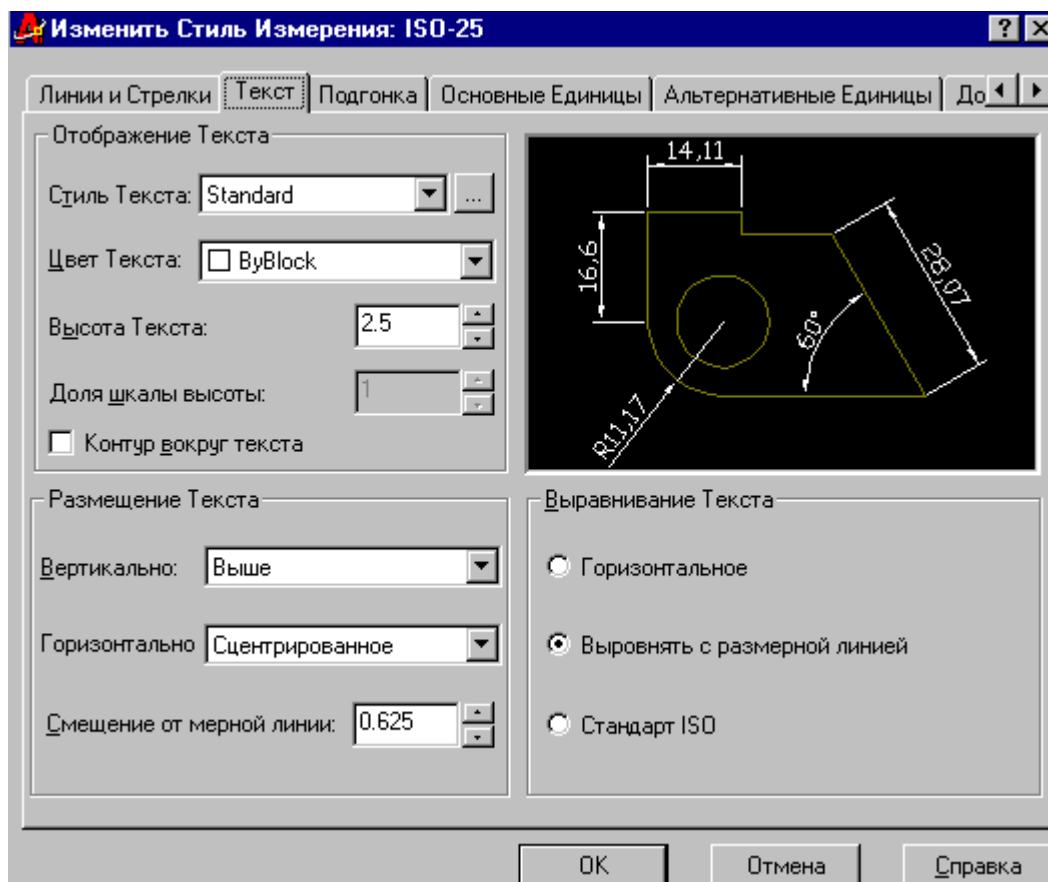 Изменить Стиль Измерения: ISO-25
Линии и Стрелки Текст Подгонка Основные Единицы Альтернативные Единицы До
Отображение Текста
Стиль Текста: Standard ...
Цвет Текста: ByBlock
Высота Текста: 2.5
Доля шкалы высоты: 1
Контур вокруг текста
14,11
16,6
28,07
60°
R11,17
Размещение Текста
Вертикально: Выше
Горизонтально Сцентрированное
Смещение от мерной линии: 0.625
Выравнивание Текста
Горизонтальное
Выровнять с размерной линией
Стандарт ISO
OK Отмена Справка